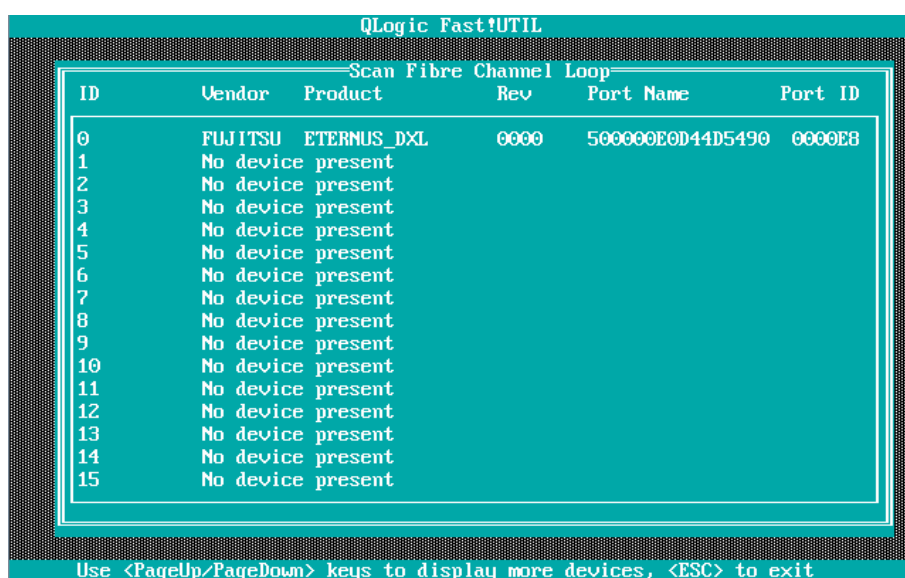 QLogic Fast!UTIL
Scan Fibre Channel Loop
ID Vendor Product Rev Port Name Port ID
0 FUJITSU ETERNUS_DXL 0000 500000E0D44D5490 0000E8
1 No device present
2 No device present
3 No device present
4 No device present
5 No device present
6 No device present
7 No device present
8 No device present
9 No device present
10 No device present
11 No device present
12 No device present
13 No device present
14 No device present
15 No device present
Use <PageUp/PageDown> keys to display more devices, <ESC> to exit